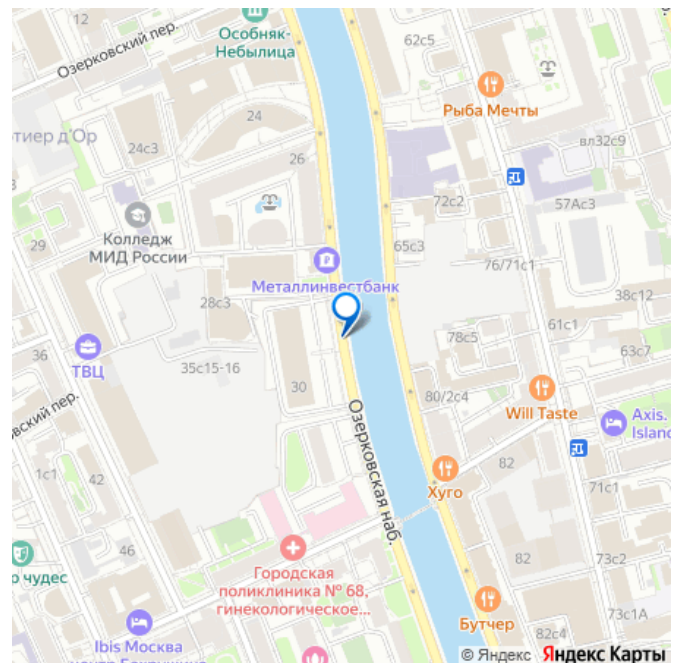 12
Озерковский пер.
Особняк-
Небылица
62с5
Рыба Мечты
24
24с3
26
тиер д'Ор
вл32с9
72с2
57Ас3
Колледж
МИД России
29
65с3
76/71с1
Металлинвестбанк
28с3
38с12
61с1
78с5
63с7
36
ТВЦ
35с15-16
30
80/2с4
Will Taste
Axis.
Islanc
вский пер.
Озерковская наб.
1с1
42
82
Хуго
71с1
46
Городская
поликлиника № 68,
гинекологическое...
82
73с2
р чудес
Бутчер
73с1А
82с4
Ibis Москва
© Яндекс Яндекс Карты